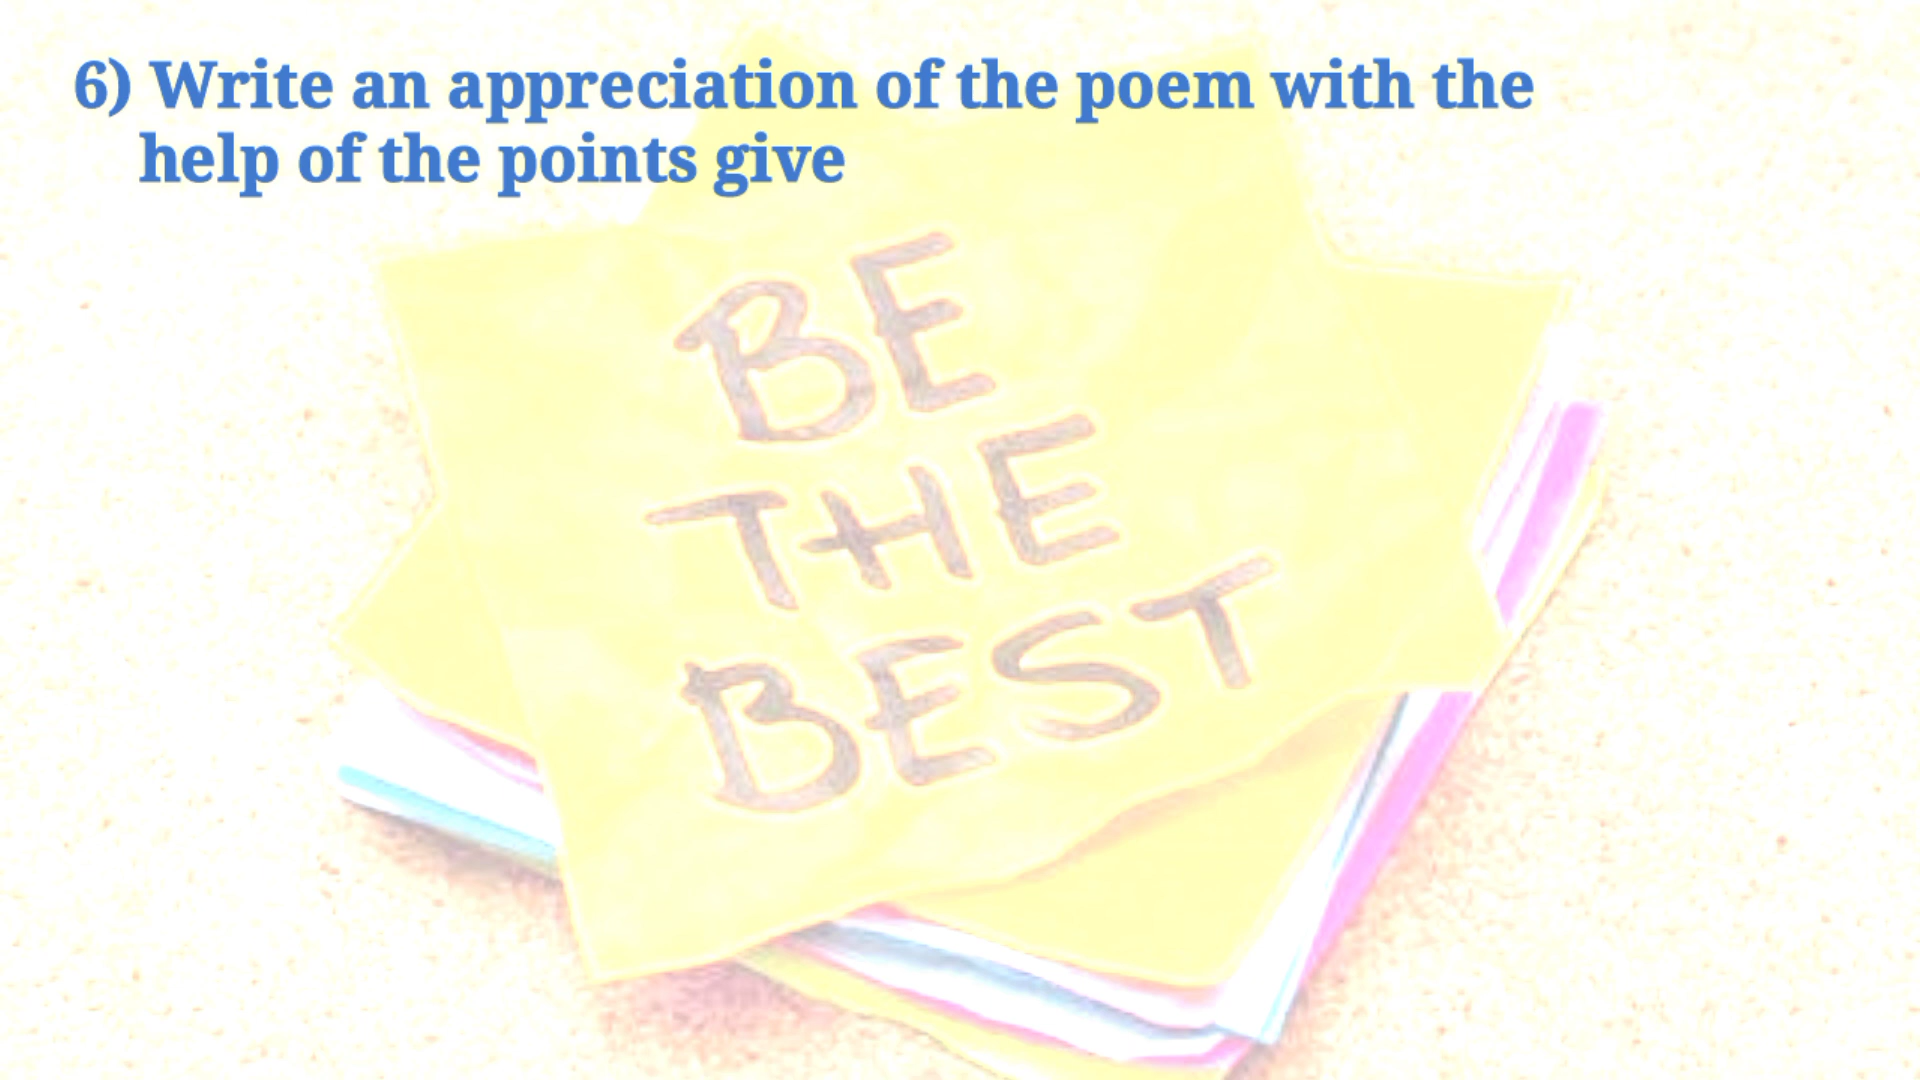 6) Write an appreciation of the poem with the
help of the points give
BE
THE
BEST